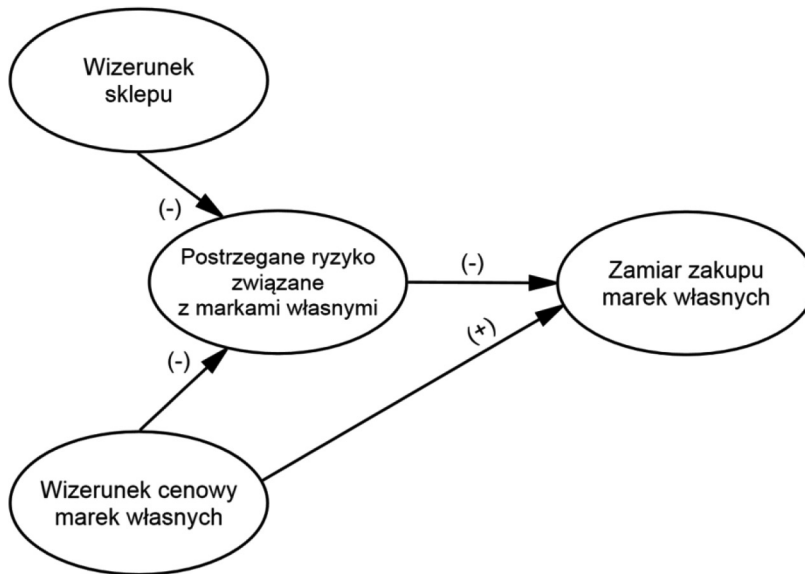 Wizerunek
sklepu
(-)
Postrzegane ryzyko
związane
z markami własnymi
(-)
Zamiar zakupu
marek własnych
(+)
(-)
Wizerunek cenowy
marek własnych